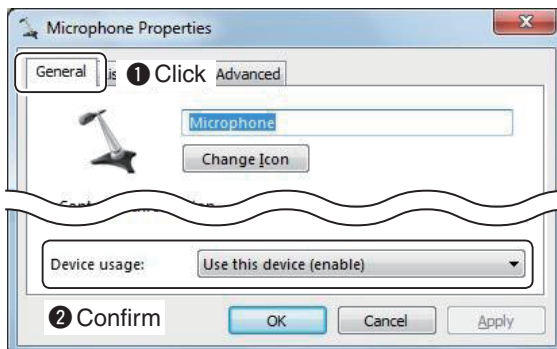 Microphone Properties
General ❶ Click Advanced
Microphone
Change Icon
Device usage: Use this device (enable)
❷ Confirm OK Cancel Apply